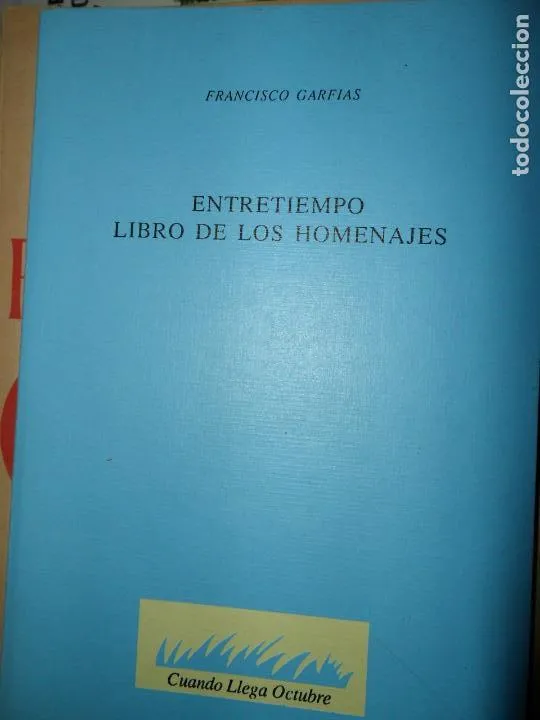 FRANCISCO GARFIAS
ENTRETIEMPO
LIBRO DE LOS HOMENAJES
Cuando Llega Octubre
todocoleccion